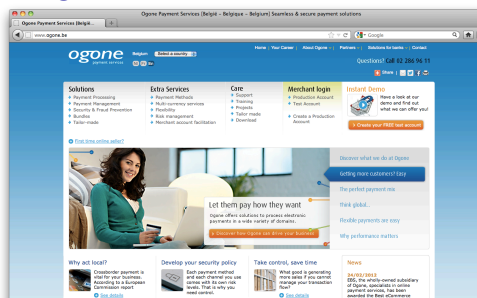 Ogone Payment Services [België – Belgique – Belgium] Seamless & secure payment solutions
Ogone Payment Services [Belgi...
www.ogone.be
Google
Home | Your Career | About Ogone | Partners | Solutions for banks | Contact
ogone
payment services
Belgium
Select a country
Questions? Call 02 286 96 11
Share
Solutions
Payment Processing
Payment Management
Security & Fraud Prevention
Bundles
Tailor-made
Extra Services
Payment Methods
Multi-currency services
Flexibility
Risk management
Merchant account facilitation
Care
Support
Training
Projects
Tailor made
Download
Merchant login
Production Account
Test Account
Create a Production Account
Instant Demo
Have a look at our
demo and find out
what we can offer you!
Create your FREE test account
First time online seller?
Let them pay how they want
Ogone offers solutions to process electronic
payments in a wide variety of domains.
Discover how Ogone can drive your business
Discover what we do at Ogone
Getting more customers? Easy
The perfect payment mix
Think global...
Flexible payments are easy
Why performance matters
Why act local?
Crossborder payment is
vital for your business.
According to a European
Commission report
See details
Develop your security policy
Each payment method
and each channel you use
comes with its own risk
levels. That is why you
need control.
Take control, save time
What good is generating
more sales if you cannot
manage your transaction
flow?
See details
News
26/02/2013
EBS, the wholly-owned subsidiary
of Ogone, specialists in online
payment services, has been
awarded the Best eCommerce